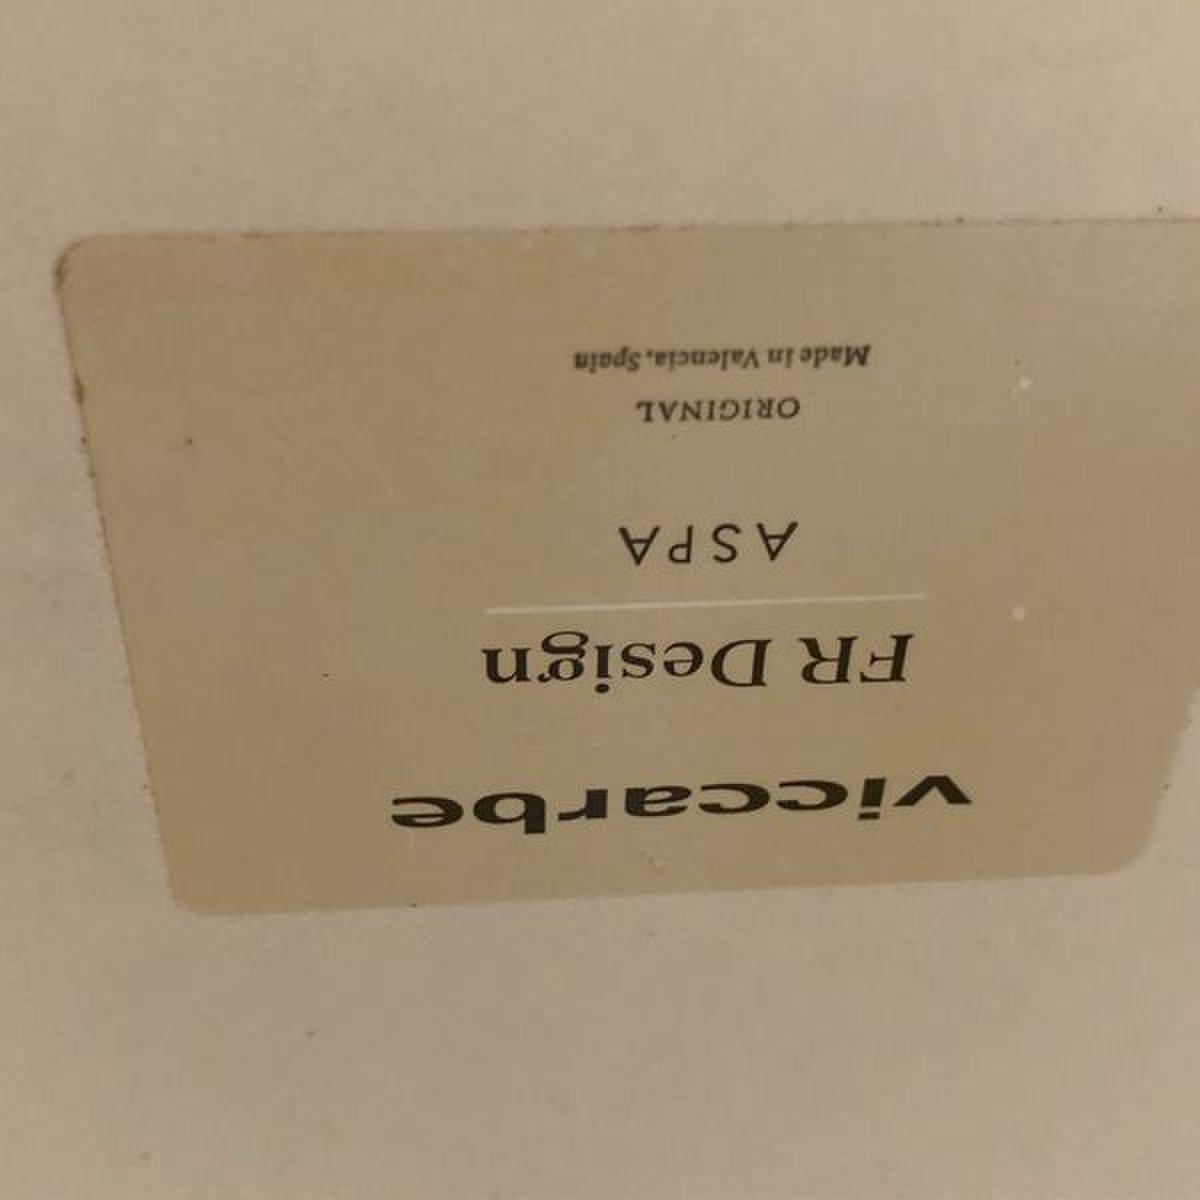 viccarbe
FR Design
ASPA
ORIGINAL
Made in Valencia, Spain